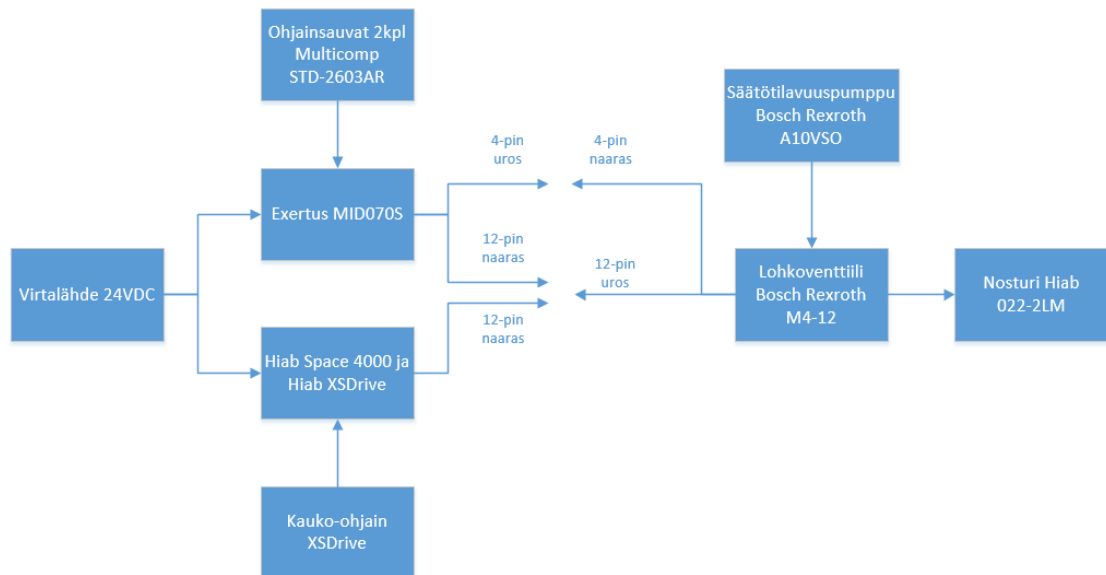 Ohjainsauvat 2kpl
Multicomp
STD-2603AR
Säätötilavuuspumppu
Bosch Rexroth
A10VSO
4-pin
uros
4-pin
naaras
Exertus MID070S
12-pin
naaras
12-pin
uros
Virtalähde 24VDC
Lohkoventtiili
Bosch Rexroth
M4-12
Nosturi Hiab
022-2LM
12-pin
naaras
Hiab Space 4000 ja
Hiab XSDrive
Kauko-ohjain
XSDrive